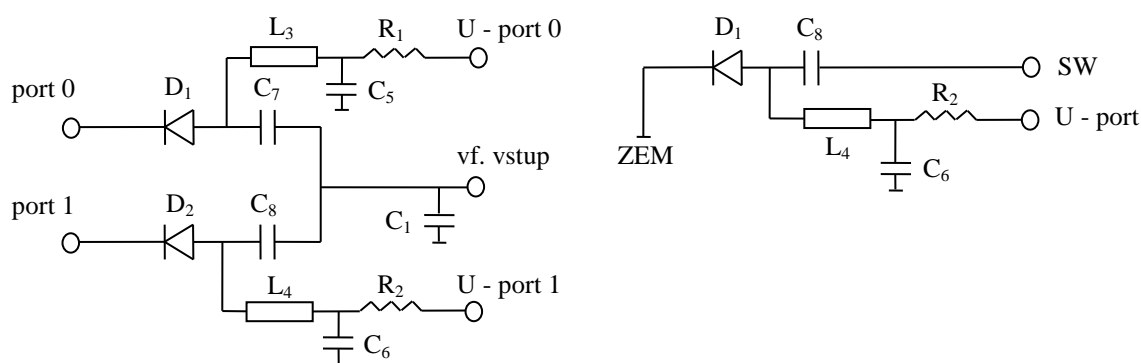 L₃ R₁ U - port 0
port 0 D₁ C₇ C₅
vf. vstup
port 1 D₂ C₈ C₁
L₄ R₂ U - port 1
C₆
D₁ C₈
SW
R₂ U - port
ZEM L₄
C₆